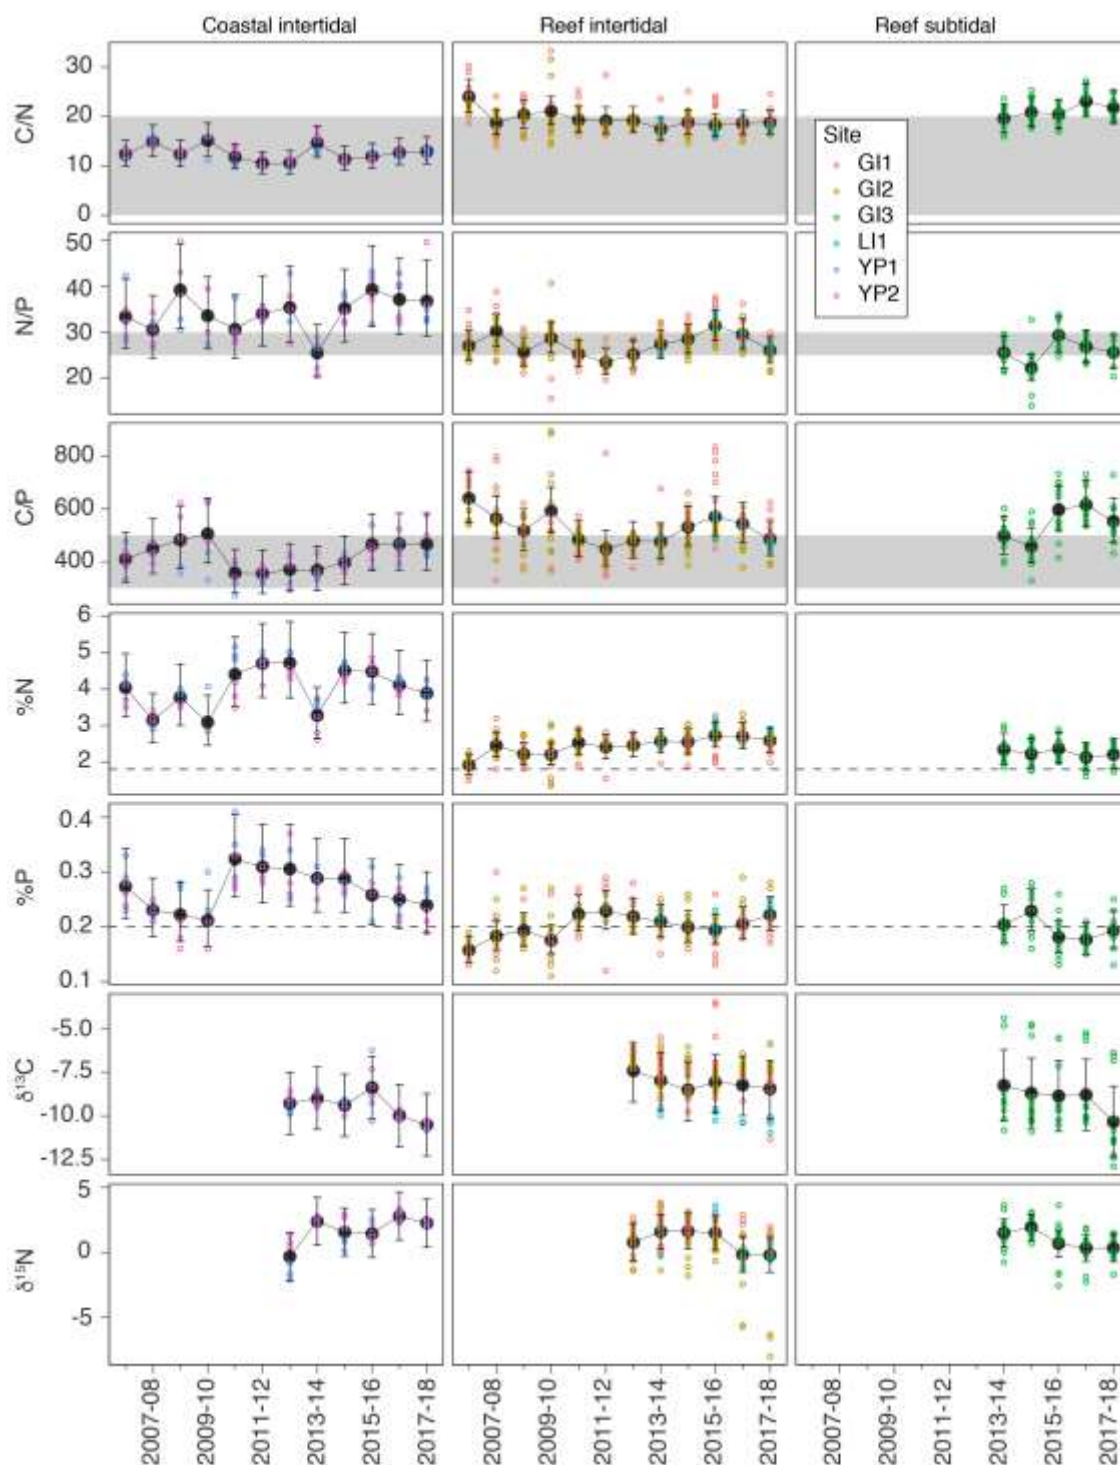 Coastal intertidal Reef intertidal Reef subtidal
C/N
30
20
10
0
Site
GI1
GI2
GI3
LI1
YP1
YP2
N/P
50
40
30
20
C/P
800
600
400
%N
6
5
4
3
2
%P
0.4
0.3
0.2
0.1
δ¹³C
-5.0
-7.5
-10.0
-12.5
δ¹⁵N
5
0
-5
2007-08 2009-10 2011-12 2013-14 2015-16 2017-18 2007-08 2009-10 2011-12 2013-14 2015-16 2017-18 2007-08 2009-10 2011-12 2013-14 2015-16 2017-18